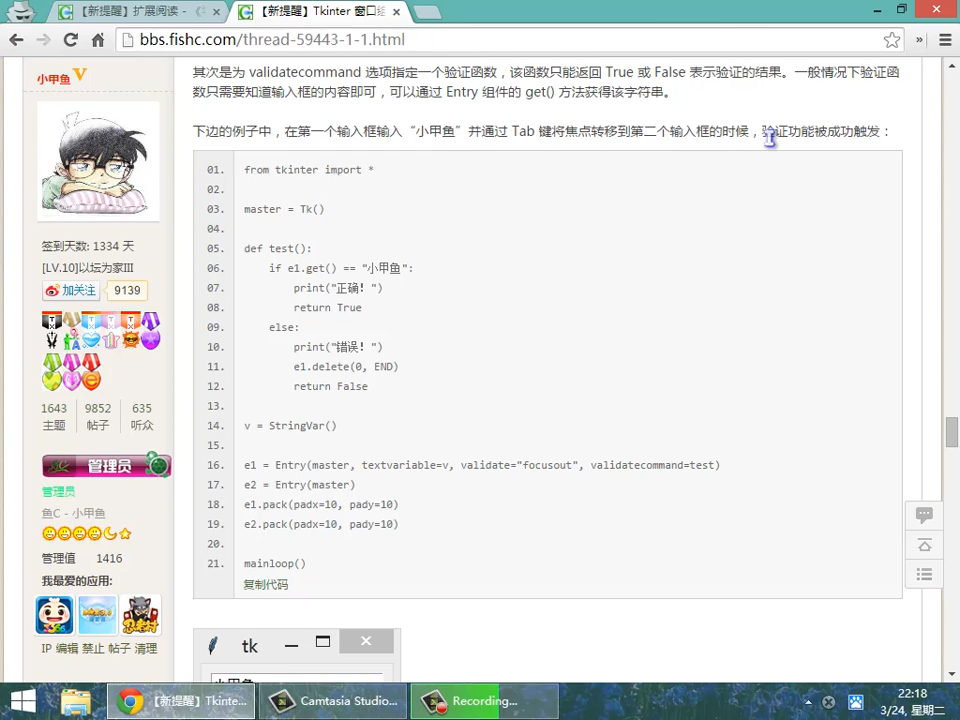 【新提醒】扩展阅读 -
【新提醒】Tkinter 窗口组
bbs.fishc.com/thread-59443-1-1.html
小甲鱼
其次是为 validatecommand 选项指定一个验证函数，该函数只能返回 True 或 False 表示验证的结果。一般情况下验证函
数只需要知道输入框的内容即可，可以通过 Entry 组件的 get() 方法获得该字符串。
下边的例子中，在第一个输入框输入“小甲鱼”并通过 Tab 键将焦点转移到第二个输入框的时候，验证功能被成功触发：
01. from tkinter import *
02.
03. master = Tk()
04.
05. def test():
06. if e1.get() == "小甲鱼":
07. print("正确！")
08. return True
09. else:
10. print("错误！")
11. e1.delete(0, END)
12. return False
13.
14. v = StringVar()
15.
16. e1 = Entry(master, textvariable=v, validate="focusout", validatecommand=test)
17. e2 = Entry(master)
18. e1.pack(padx=10, pady=10)
19. e2.pack(padx=10, pady=10)
20.
21. mainloop()
复制代码
签到天数: 1334 天
[LV.10]以坛为家III
加关注 9139
1643 9852 635
主题 帖子 听众
管理员
管理员
鱼C - 小甲鱼
管理值 1416
我最爱的应用:
IP 编辑 禁止 帖子 清理
tk
小甲鱼
【新提醒】Tkinte...
Camtasia Studio...
Recording...
22:18
3/24, 星期二